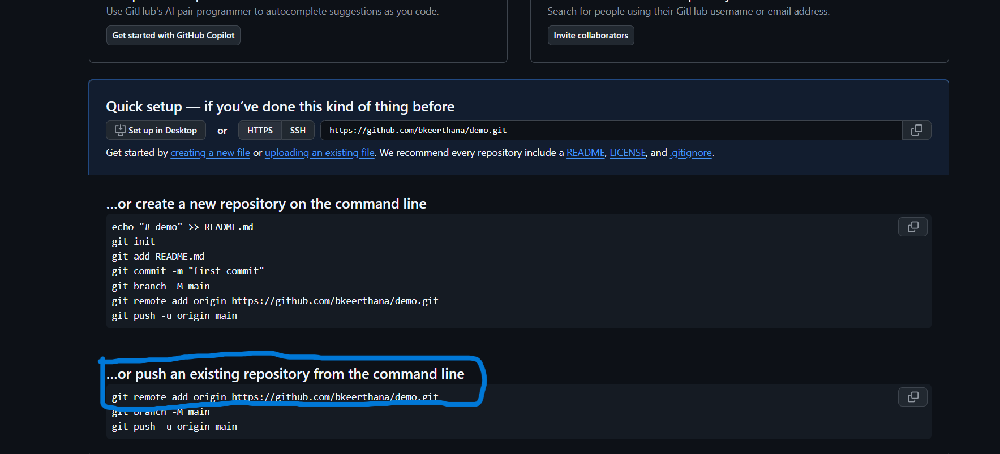 Use GitHub's AI pair programmer to autocomplete suggestions as you code.
Get started with GitHub Copilot
Search for people using their GitHub username or email address.
Invite collaborators
Quick setup — if you’ve done this kind of thing before
Set up in Desktop or HTTPS SSH https://github.com/bkeerthana/demo.git
Get started by creating a new file or uploading an existing file. We recommend every repository include a README, LICENSE, and .gitignore.
…or create a new repository on the command line
echo "# demo" >> README.md
git init
git add README.md
git commit -m "first commit"
git branch -M main
git remote add origin https://github.com/bkeerthana/demo.git
git push -u origin main
…or push an existing repository from the command line
git remote add origin https://github.com/bkeerthana/demo.git
git branch -M main
git push -u origin main